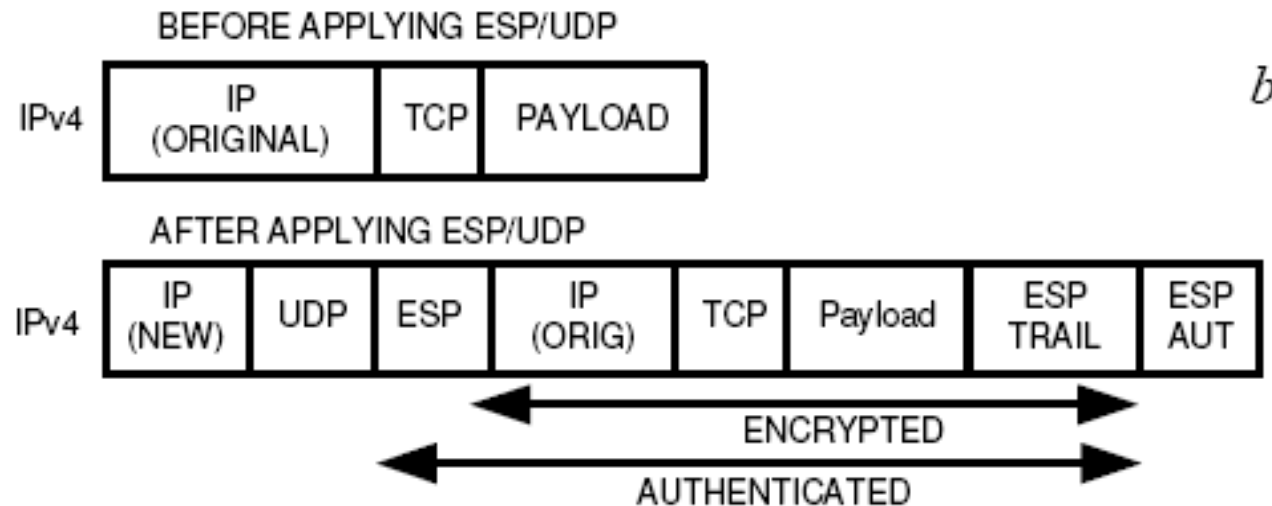 BEFORE APPLYING ESP/UDP
IPv4
IP
(ORIGINAL)
TCP
PAYLOAD
b
AFTER APPLYING ESP/UDP
IPv4
IP
(NEW)
UDP
ESP
IP
(ORIG)
TCP
Payload
ESP
TRAIL
ESP
AUT
ENCRYPTED
AUTHENTICATED